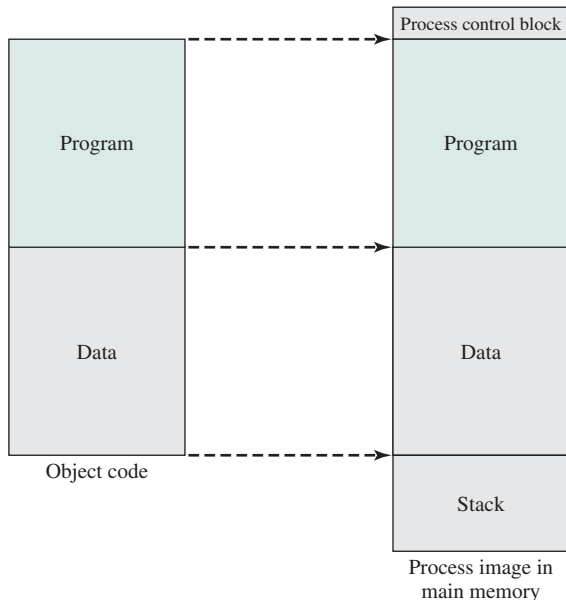 Process control block
Program
Program
Data
Data
Object code
Stack
Process image in
main memory